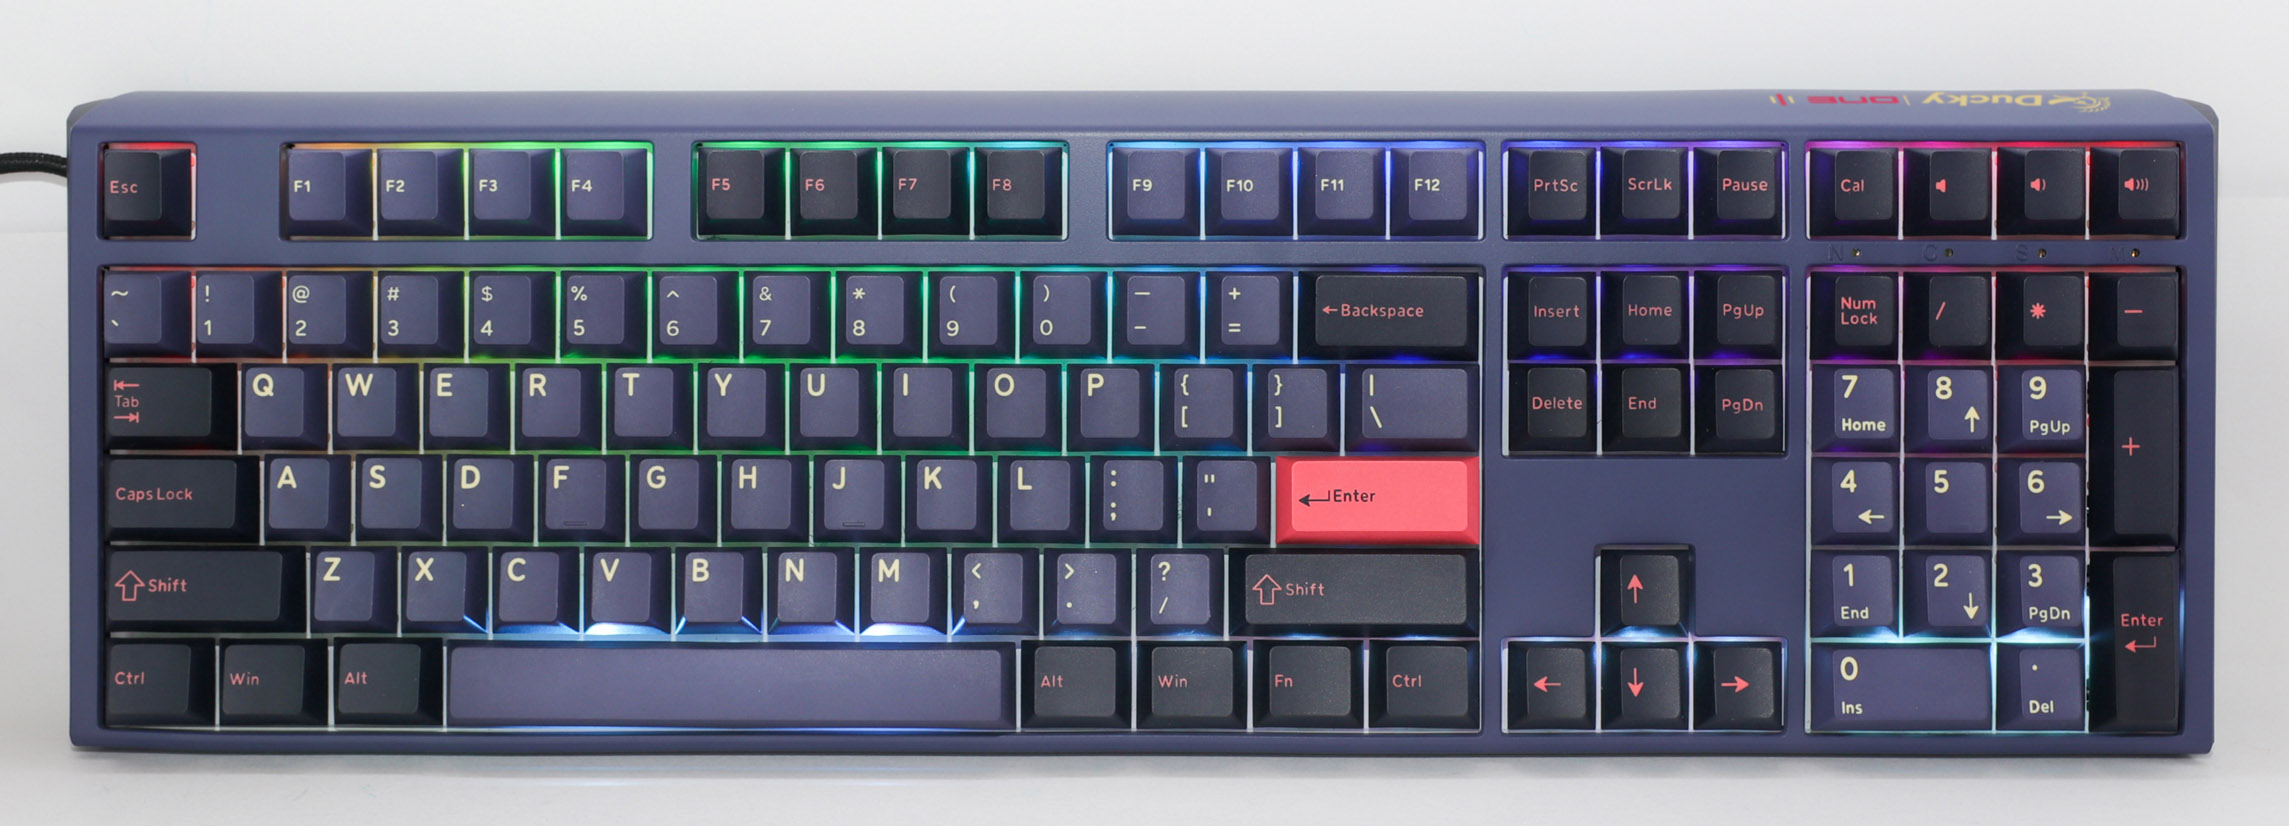 Ducky | ONE III
Esc F1 F2 F3 F4 F5 F6 F7 F8 F9 F10 F11 F12 PrtSc ScrLk Pause Cal
N C S M
~ ! @ # $ % ^ & * ( ) — +
` 1 2 3 4 5 6 7 8 9 0 - = ←Backspace Insert Home PgUp Num Lock / * −
Tab Q W E R T Y U I O P { [ } ] | \ Delete End PgDn 7 Home 8 ↑ 9 PgUp +
Caps Lock A S D F G H J K L : ; " ' Enter 4 ← 5 6 →
Shift Z X C V B N M < , > . ? / Shift ↑ 1 End 2 ↓ 3 PgDn Enter
Ctrl Win Alt Alt Win Fn Ctrl ← ↓ → 0 Ins . Del